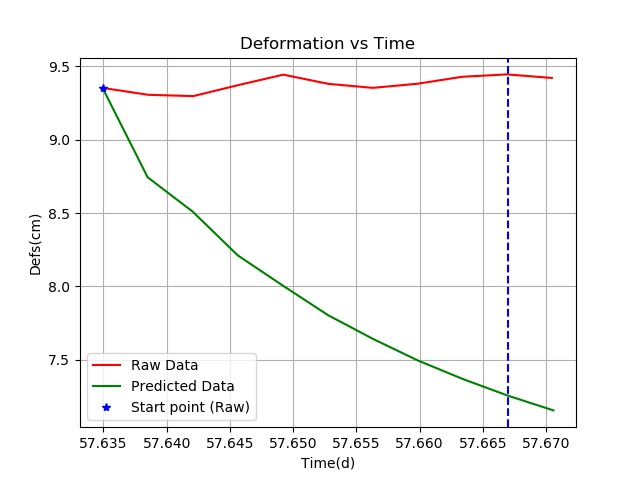 Deformation vs Time
Defs(cm)
9.5
9.0
8.5
8.0
7.5
Raw Data
Predicted Data
Start point (Raw)
57.635 57.640 57.645 57.650 57.655 57.660 57.665 57.670
Time(d)